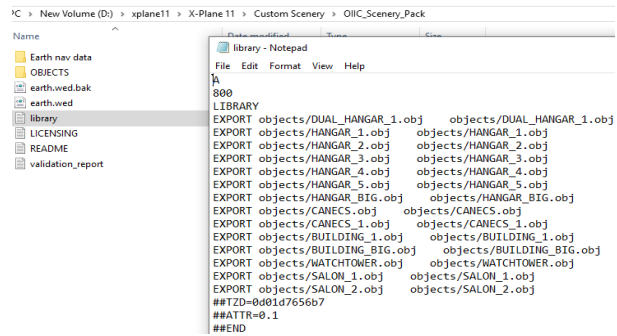 PC > New Volume (D:) > xplane11 > X-Plane 11 > Custom Scenery > OIIC_Scenery_Pack
Name
Date modified
Type
Size
Earth nav data
OBJECTS
earth.wed.bak
earth.wed
library
LICENSING
README
validation_report
library - Notepad
File Edit Format View Help
A
800
LIBRARY
EXPORT objects/DUAL_HANGAR_1.obj objects/DUAL_HANGAR_1.obj
EXPORT objects/HANGAR_1.obj objects/HANGAR_1.obj
EXPORT objects/HANGAR_2.obj objects/HANGAR_2.obj
EXPORT objects/HANGAR_3.obj objects/HANGAR_3.obj
EXPORT objects/HANGAR_4.obj objects/HANGAR_4.obj
EXPORT objects/HANGAR_5.obj objects/HANGAR_5.obj
EXPORT objects/HANGAR_BIG.obj objects/HANGAR_BIG.obj
EXPORT objects/CANECS.obj objects/CANECS.obj
EXPORT objects/CANECS_1.obj objects/CANECS_1.obj
EXPORT objects/BUILDING_1.obj objects/BUILDING_1.obj
EXPORT objects/BUILDING_BIG.obj objects/BUILDING_BIG.obj
EXPORT objects/WATCHTOWER.obj objects/WATCHTOWER.obj
EXPORT objects/SALON_1.obj objects/SALON_1.obj
EXPORT objects/SALON_2.obj objects/SALON_2.obj
##TZD=0d01d7656b7
##ATTR=0.1
##END